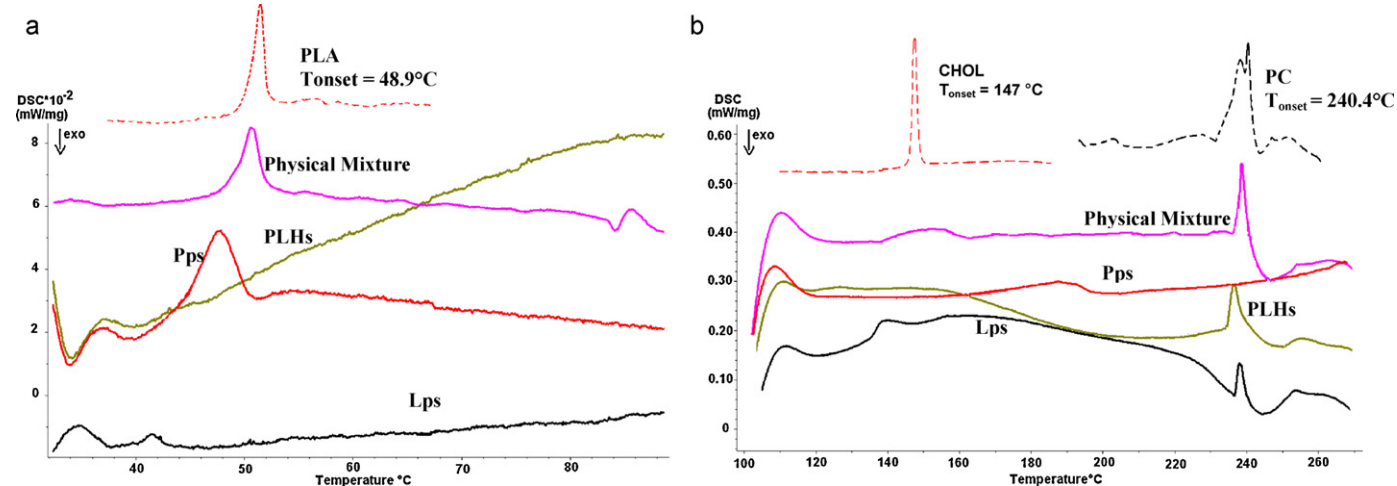 a
PLA
Tonset = 48.9°C
DSC*10⁻²
(mW/mg)
exo
8
6
4
2
0
Physical Mixture
PLHs
Pps
Lps
40
50
60
70
80
Temperature °C
b
CHOL
Tonset = 147 °C
PC
Tonset = 240.4°C
DSC
(mW/mg)
0.60
exo
0.50
0.40
0.30
0.20
0.10
0
Physical Mixture
Pps
PLHs
Lps
100
120
140
160
180
200
220
240
260
Temperature°C